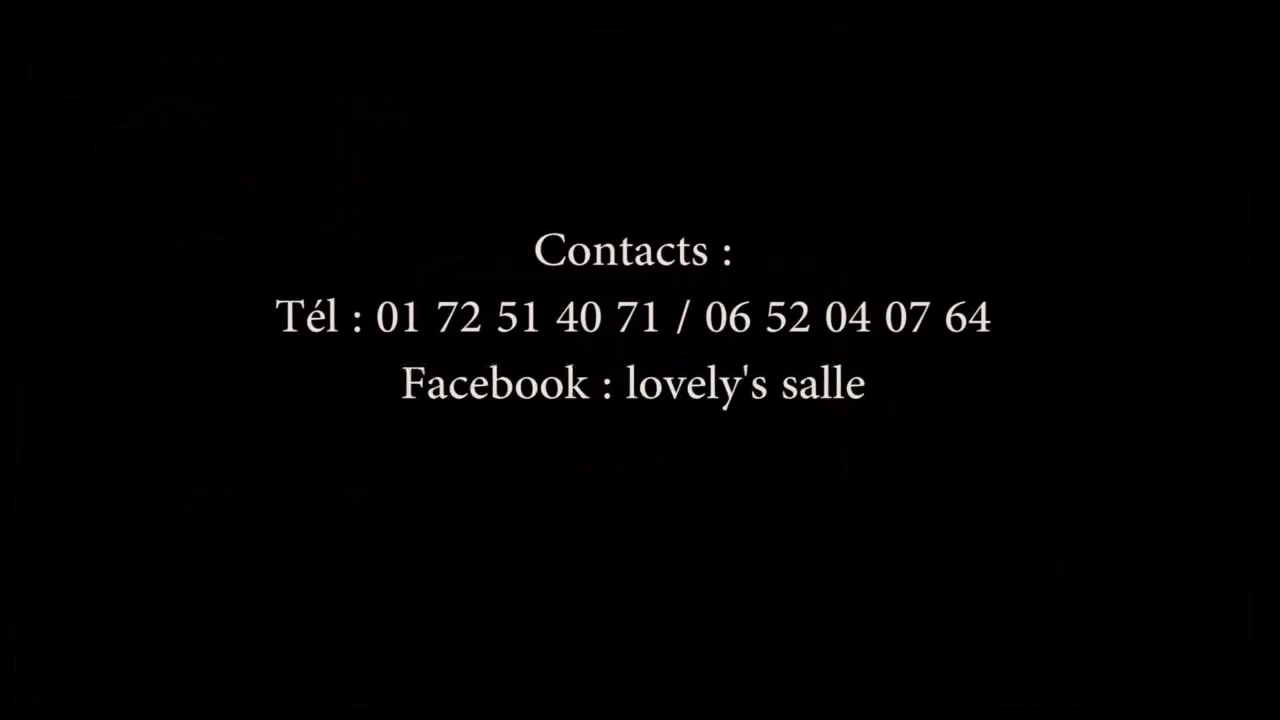 Contacts :
Tél : 01 72 51 40 71 / 06 52 04 07 64
Facebook : lovely's salle